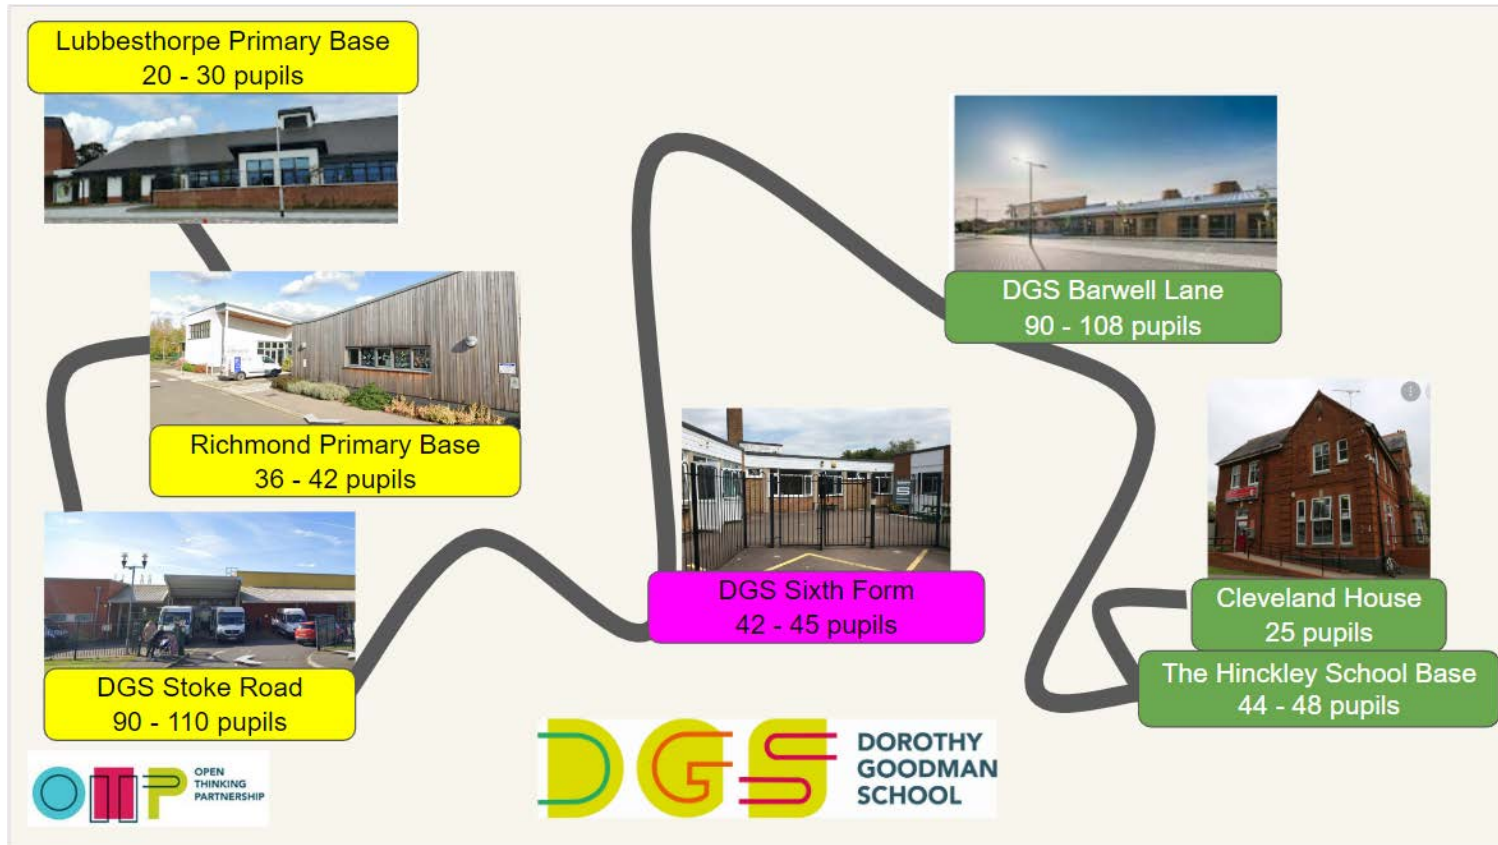 Lubbesthorpe Primary Base
20 - 30 pupils
Richmond Primary Base
36 - 42 pupils
DGS Stoke Road
90 - 110 pupils
DGS Sixth Form
42 - 45 pupils
DGS Barwell Lane
90 - 108 pupils
Cleveland House
25 pupils
The Hinckley School Base
44 - 48 pupils
OTP
OPEN
THINKING
PARTNERSHIP
DGS
DOROTHY
GOODMAN
SCHOOL